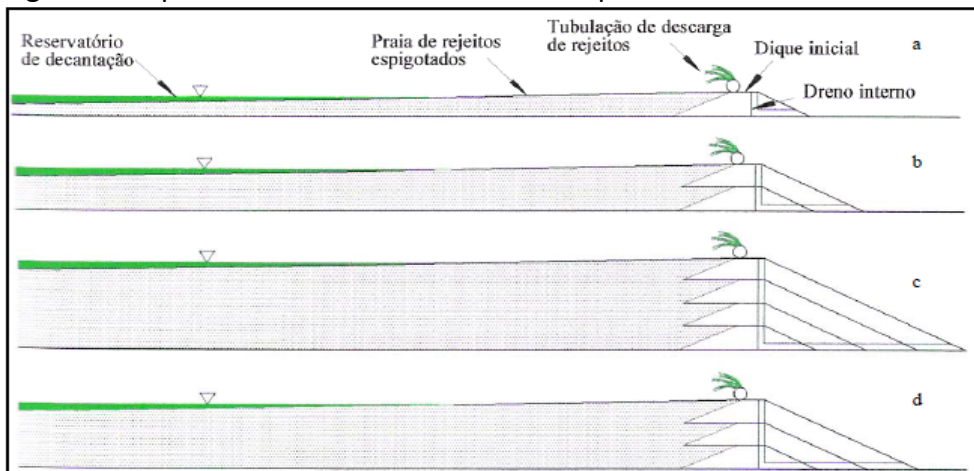 Reservatório
de decantação
Praia de rejeitos
espigotados
Tubulação de descarga
de rejeitos
a
Dique inicial
Dreno interno
b
c
d